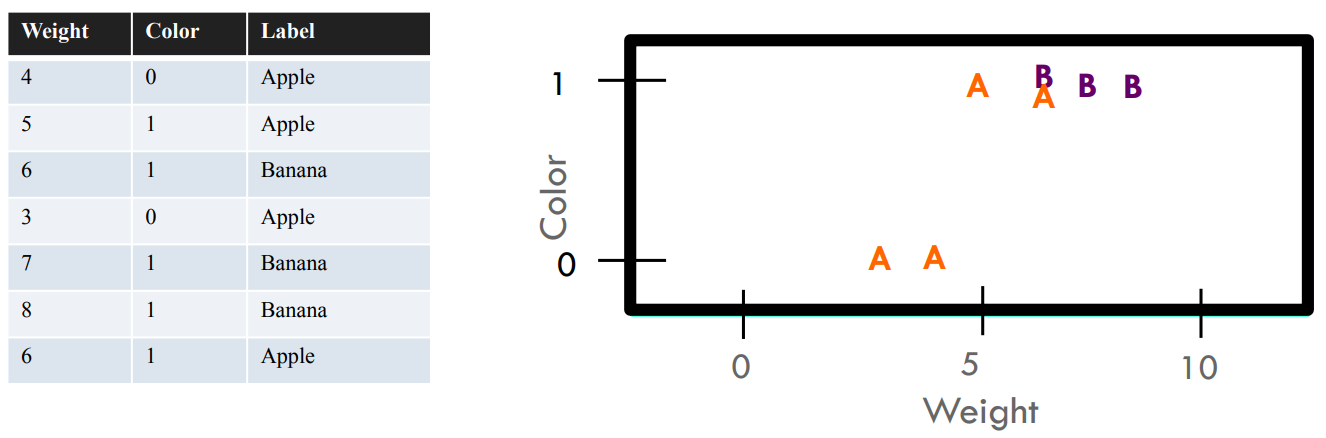 Weight Color Label
4 0 Apple
5 1 Apple
6 1 Banana
3 0 Apple
7 1 Banana
8 1 Banana
6 1 Apple
1
A B B B
A
Color
0
A A
0 5 10
Weight